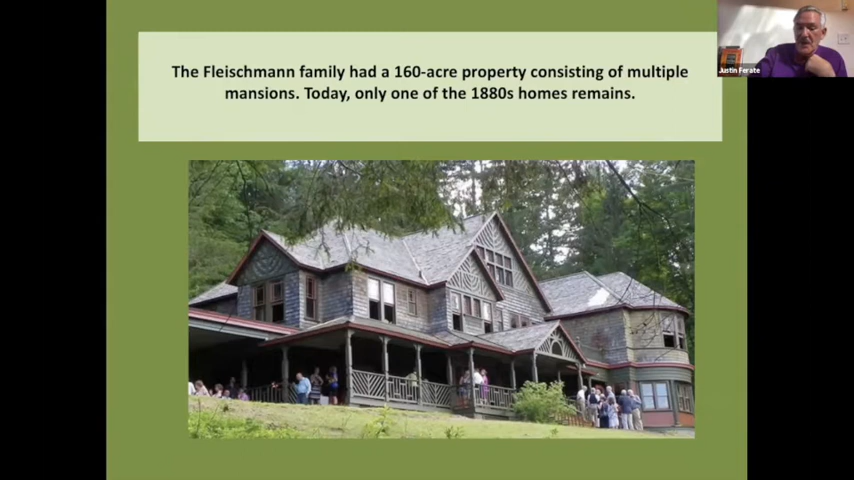 The Fleischmann family had a 160-acre property consisting of multiple
mansions. Today, only one of the 1880s homes remains.
Justin Ferate